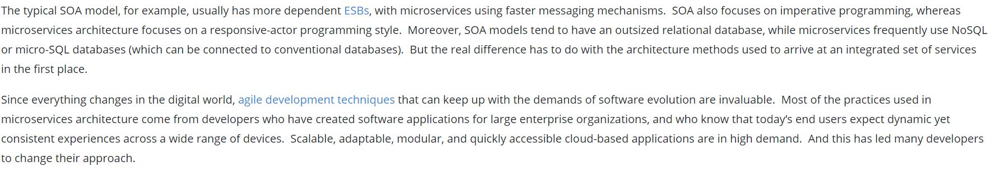 The typical SOA model, for example, usually has more dependent ESBs, with microservices using faster messaging mechanisms.  SOA also focuses on imperative programming, whereas
microservices architecture focuses on a responsive-actor programming style.  Moreover, SOA models tend to have an outsized relational database, while microservices frequently use NoSQL
or micro-SQL databases (which can be connected to conventional databases).  But the real difference has to do with the architecture methods used to arrive at an integrated set of services
in the first place.
Since everything changes in the digital world, agile development techniques that can keep up with the demands of software evolution are invaluable.  Most of the practices used in
microservices architecture come from developers who have created software applications for large enterprise organizations, and who know that today’s end users expect dynamic yet
consistent experiences across a wide range of devices.  Scalable, adaptable, modular, and quickly accessible cloud-based applications are in high demand.  And this has led many developers
to change their approach.